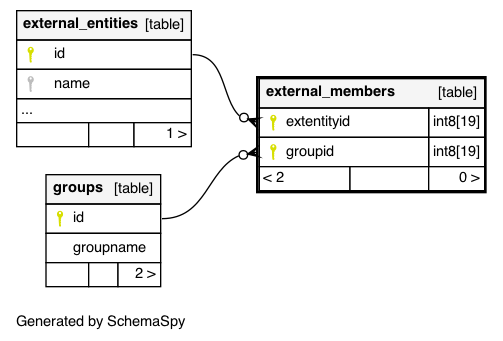 external_entities [table]
id
name
...
1 >
external_members [table]
extentityid int8[19]
groupid int8[19]
< 2 0 >
groups [table]
id
groupname
2 >
Generated by SchemaSpy